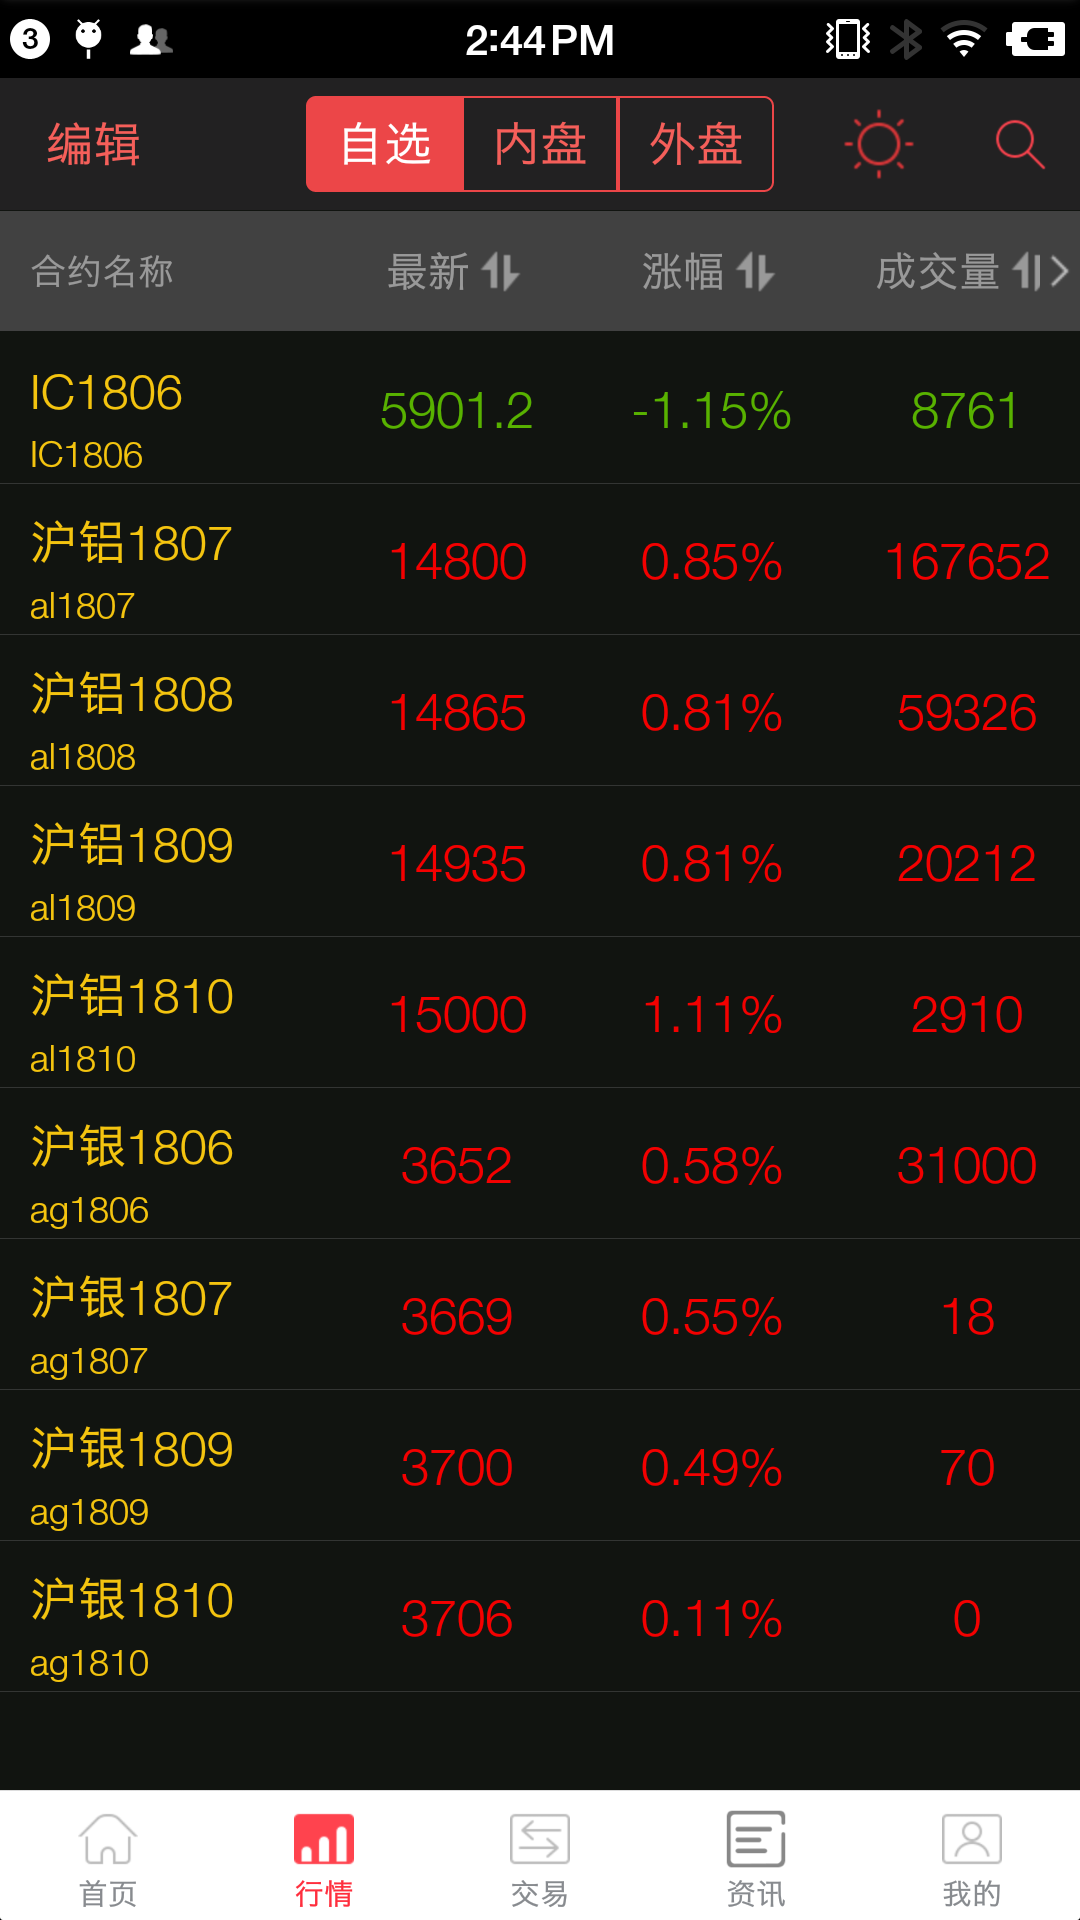 3 2:44 PM
编辑 自选 内盘 外盘
合约名称 最新 涨幅 成交量
IC1806 5901.2 -1.15% 8761
IC1806
沪铝1807 14800 0.85% 167652
al1807
沪铝1808 14865 0.81% 59326
al1808
沪铝1809 14935 0.81% 20212
al1809
沪铝1810 15000 1.11% 2910
al1810
沪银1806 3652 0.58% 31000
ag1806
沪银1807 3669 0.55% 18
ag1807
沪银1809 3700 0.49% 70
ag1809
沪银1810 3706 0.11% 0
ag1810
首页 行情 交易 资讯 我的